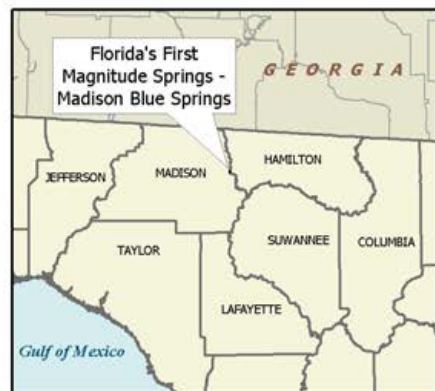 Florida's First
Magnitude Springs -
Madison Blue Springs
GEORGIA
JEFFERSON
MADISON
HAMILTON
TAYLOR
SUWANNEE
COLUMBIA
LAFAYETTE
Gulf of Mexico